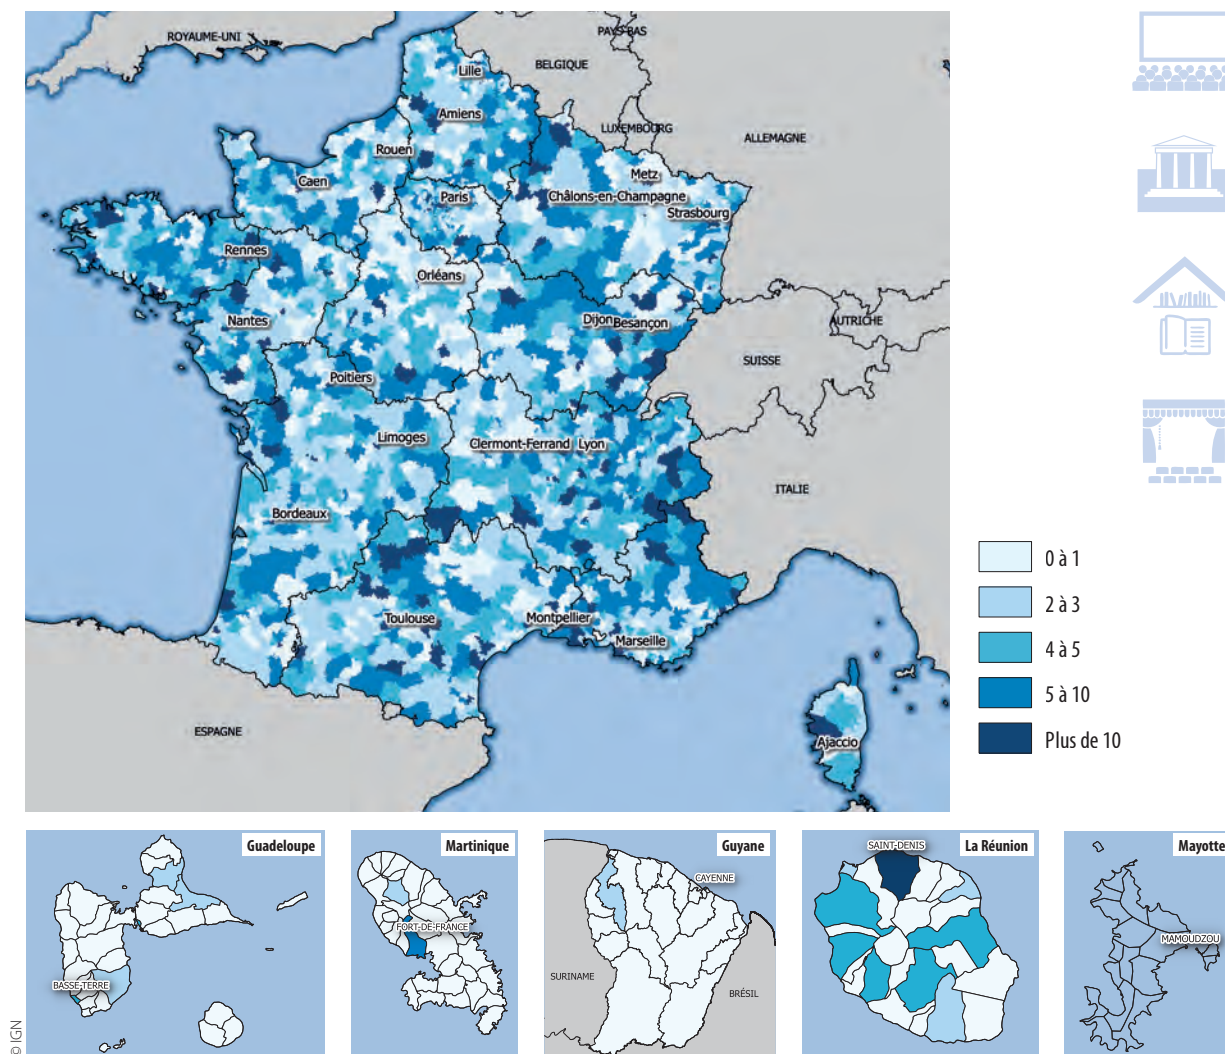 ROYAUME-UNI
PAYS-BAS
BELGIQUE
Lille
LUXEMBOURG
ALLEMAGNE
Amiens
Rouen
Metz
Caen
Paris
Châlons-en-Champagne
Strasbourg
Rennes
Orléans
Nantes
Dijon
Besançon
AUTRICHE
SUISSE
Poitiers
Limoges
Clermont-Ferrand
Lyon
ITALIE
Bordeaux
Toulouse
Montpellier
Marseille
ESPAGNE
Ajaccio
0 à 1
2 à 3
4 à 5
5 à 10
Plus de 10
Guadeloupe
BASSE-TERRE
Martinique
FORT-DE-FRANCE
Guyane
CAYENNE
SURINAME
BRÉSIL
La Réunion
SAINT-DENIS
Mayotte
MAMOUDZOU
© IGN